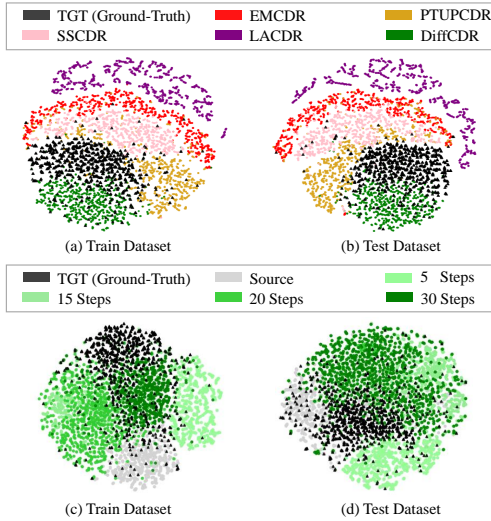 TGT (Ground-Truth) EMCDR PTUPCDR
SSCDR LACDR DiffCDR
(a) Train Dataset (b) Test Dataset
TGT (Ground-Truth) Source 5 Steps
15 Steps 20 Steps 30 Steps
(c) Train Dataset (d) Test Dataset